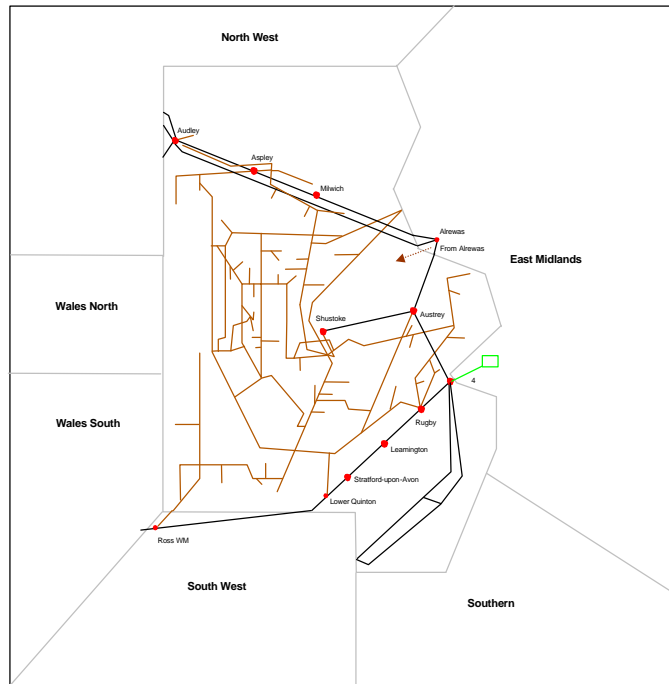 North West
Audley
Aspley
Milwich
Alrewas
From Alrewas
East Midlands
Wales North
Austrey
Shustoke
4
Wales South
Rugby
Leamington
Stratford-upon-Avon
Lower Quinton
Ross WM
South West
Southern